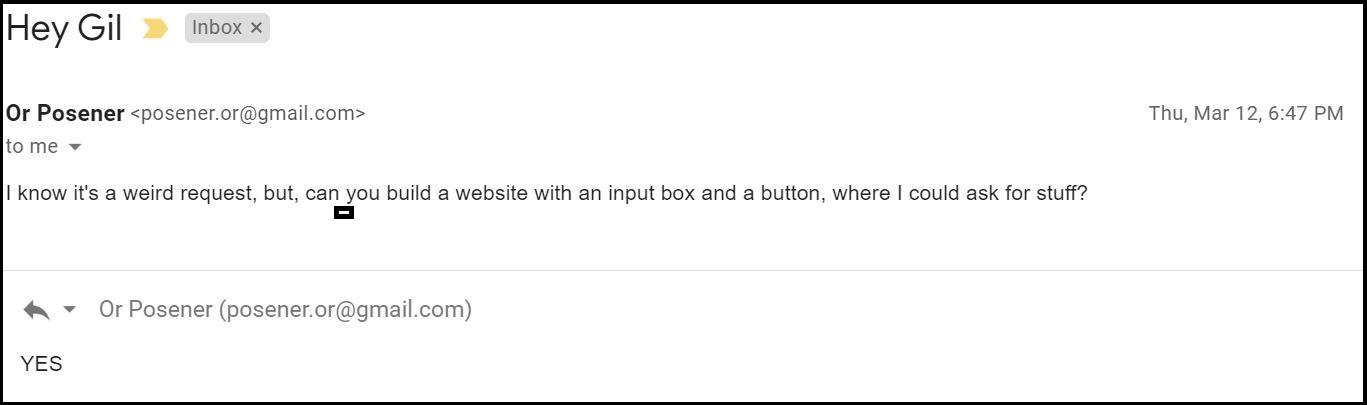 Hey Gil Inbox ×
Or Posener <posener.or@gmail.com> Thu, Mar 12, 6:47 PM
to me
I know it's a weird request, but, can you build a website with an input box and a button, where I could ask for stuff?
Or Posener (posener.or@gmail.com)
YES